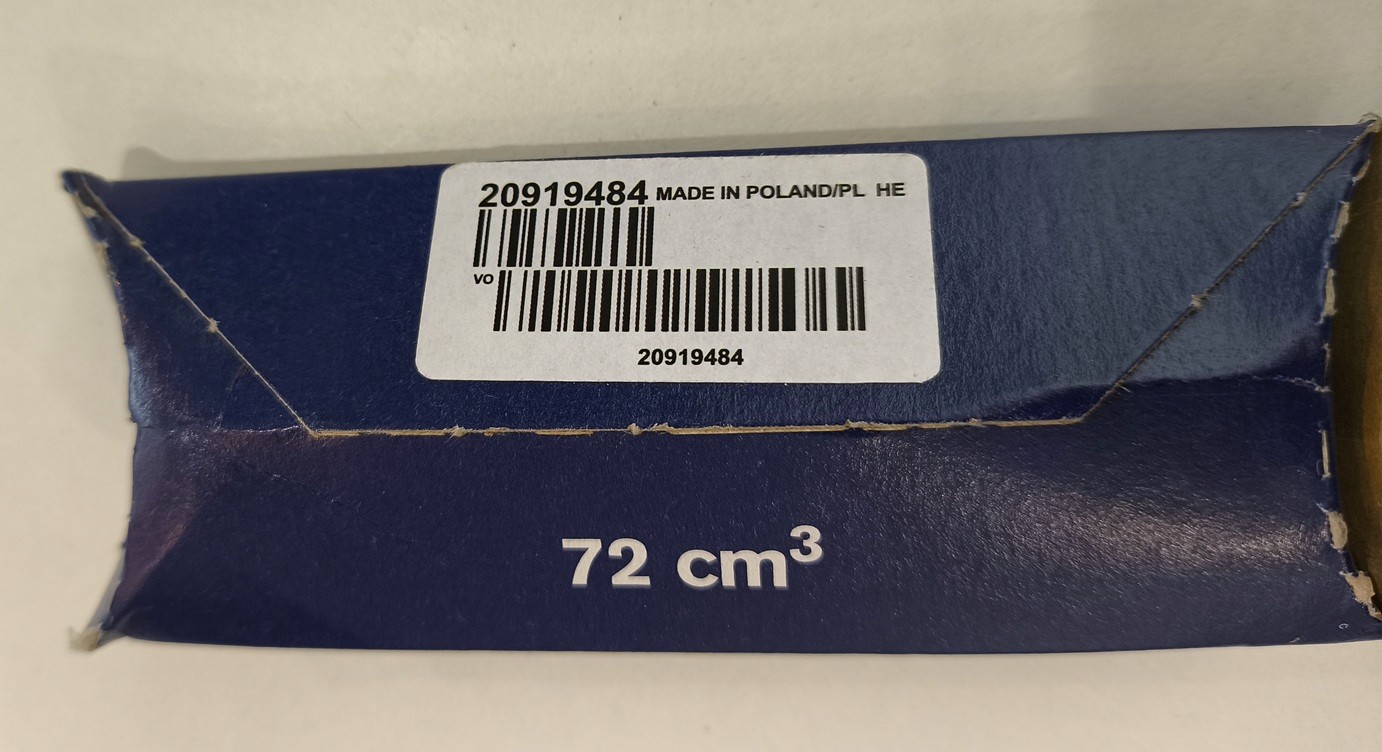 20919484 MADE IN POLAND/PL HE
VO
20919484
72 cm³